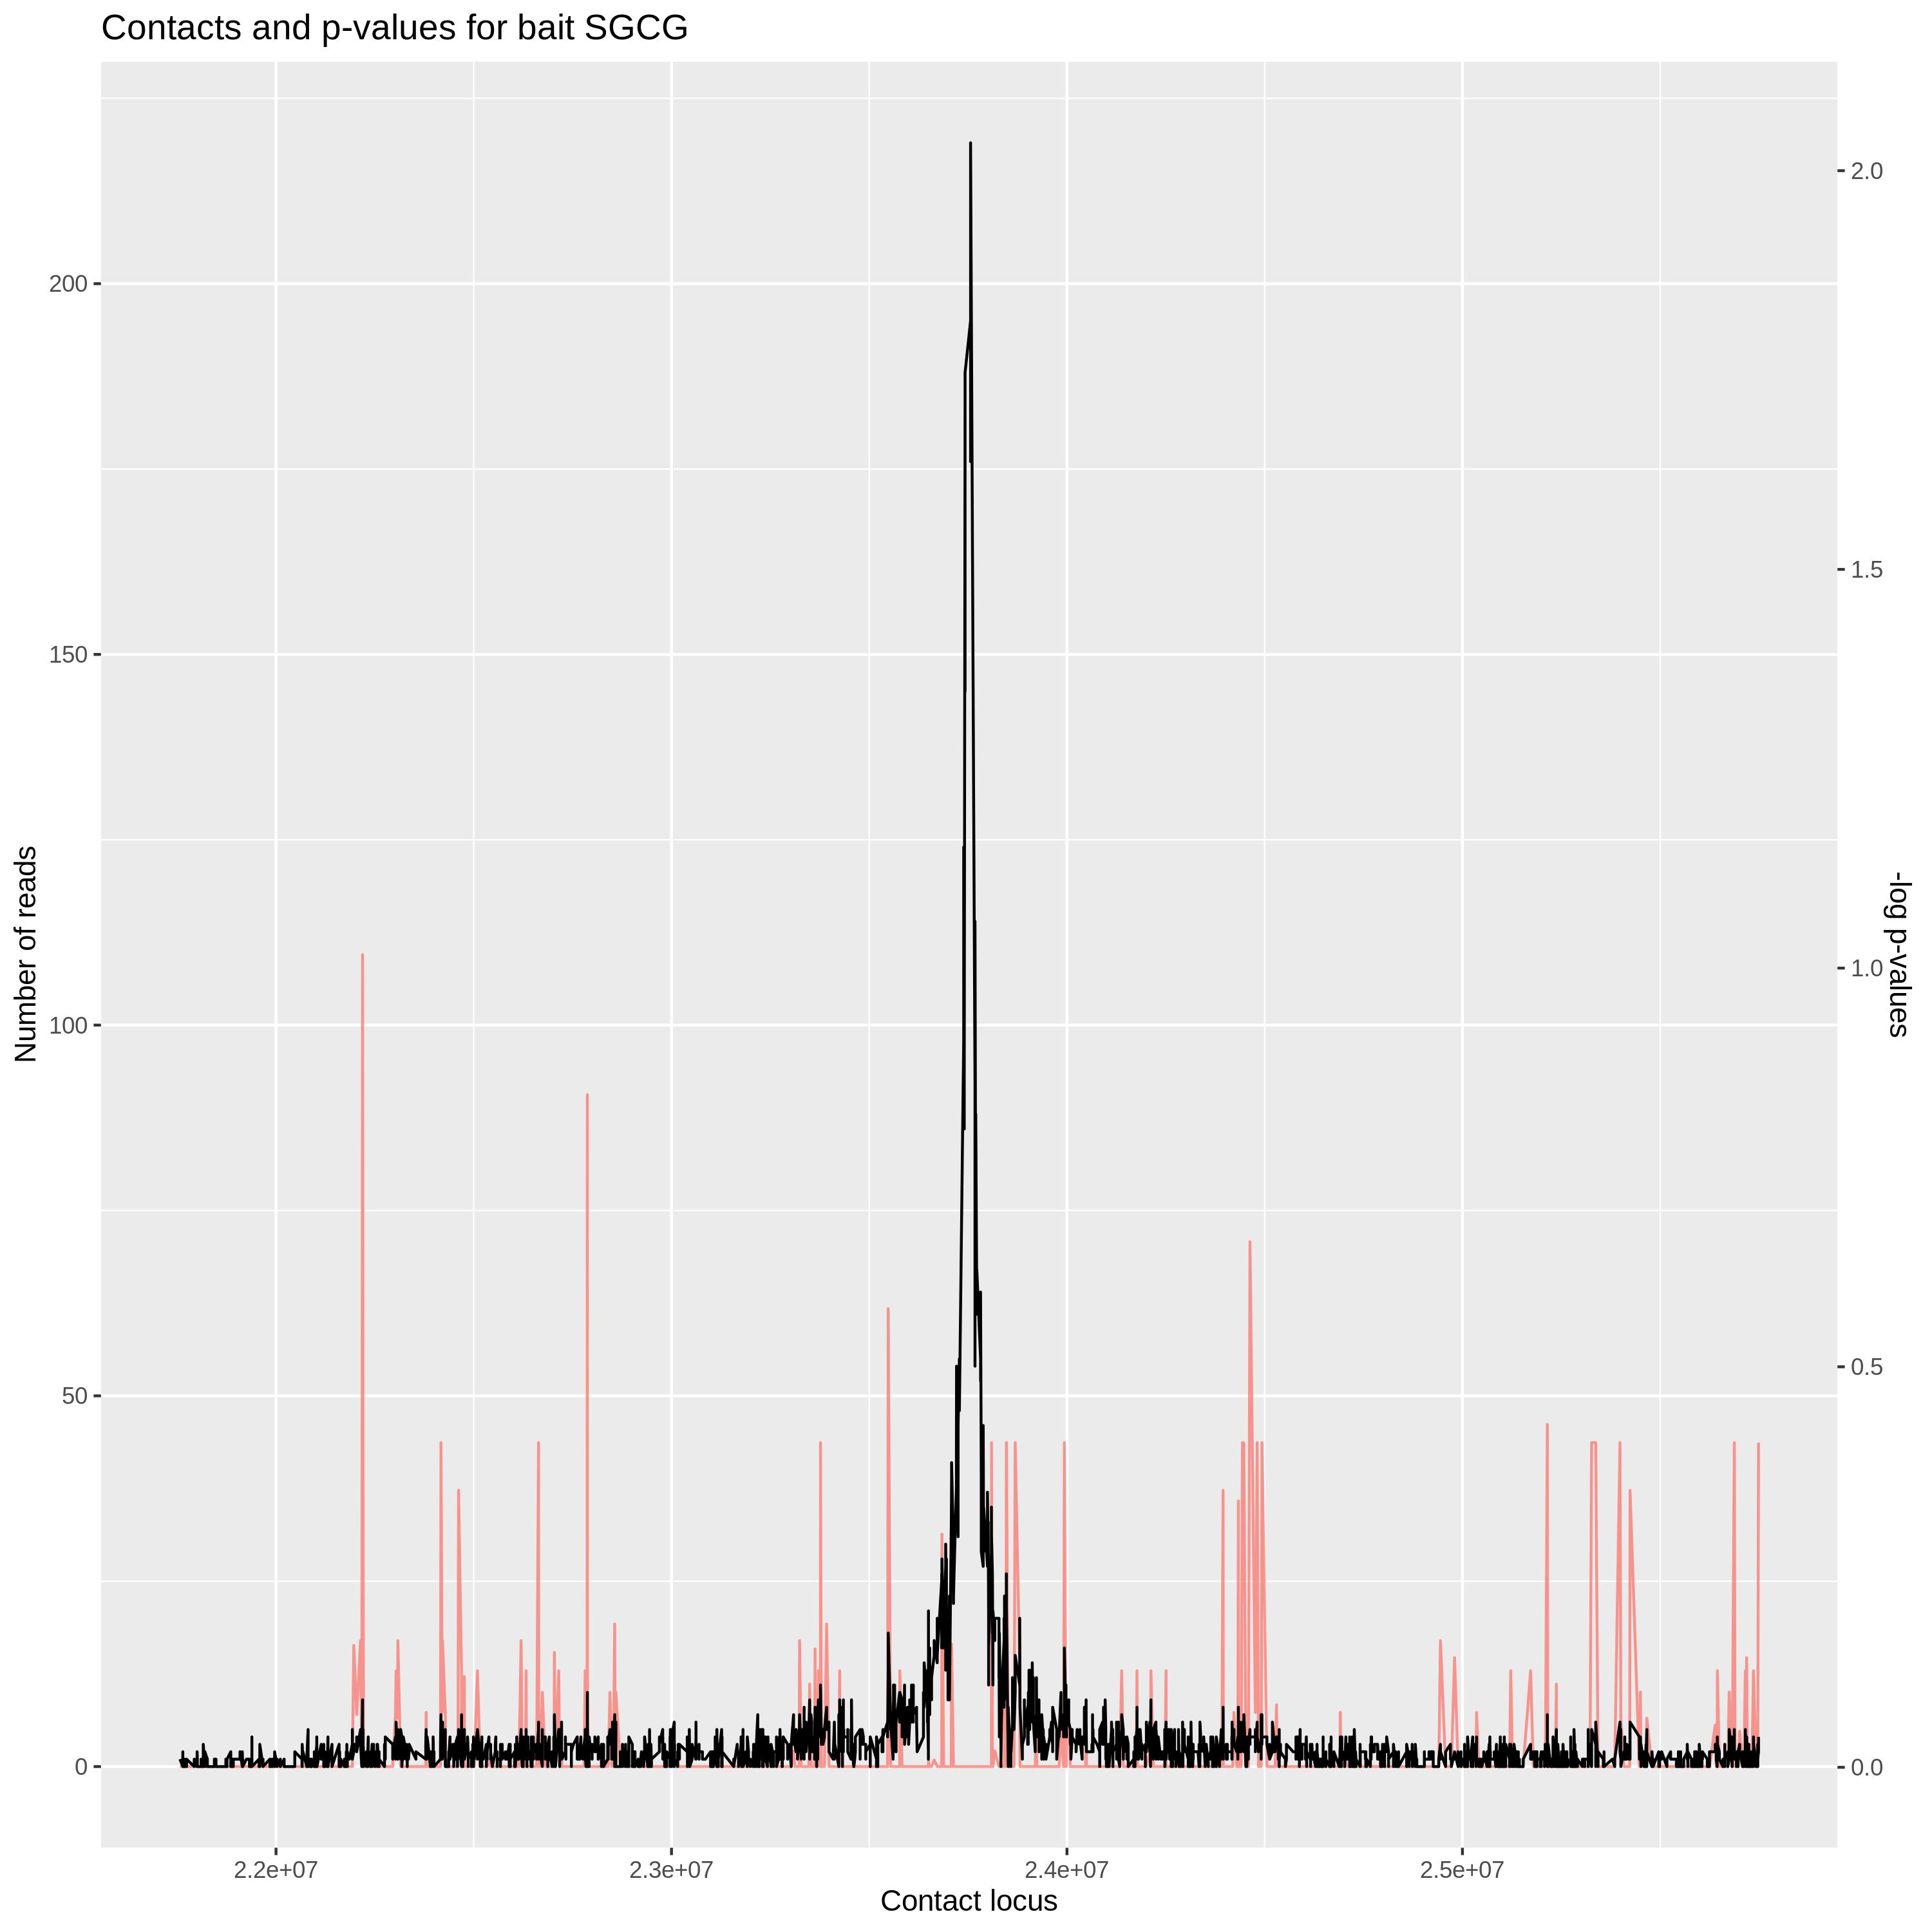 Contacts and p-values for bait SGCG
Number of reads
200
150
100
50
0
2.0
1.5
1.0
0.5
0.0
-log p-values
2.2e+07
2.3e+07
2.4e+07
2.5e+07
Contact locus